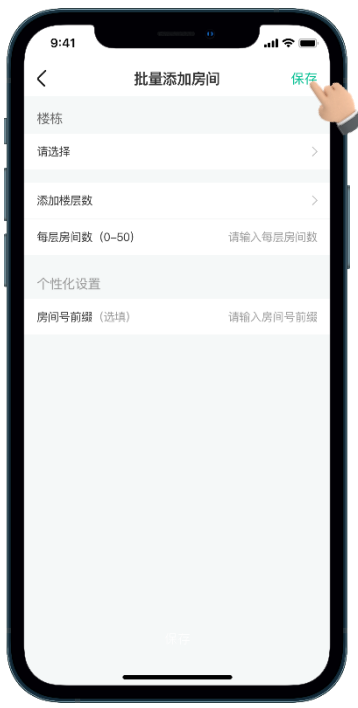 9:41
批量添加房间
保存
楼栋
请选择
添加楼层数
每层房间数（0-50） 请输入每层房间数
个性化设置
房间号前缀（选填） 请输入房间号前缀
保存